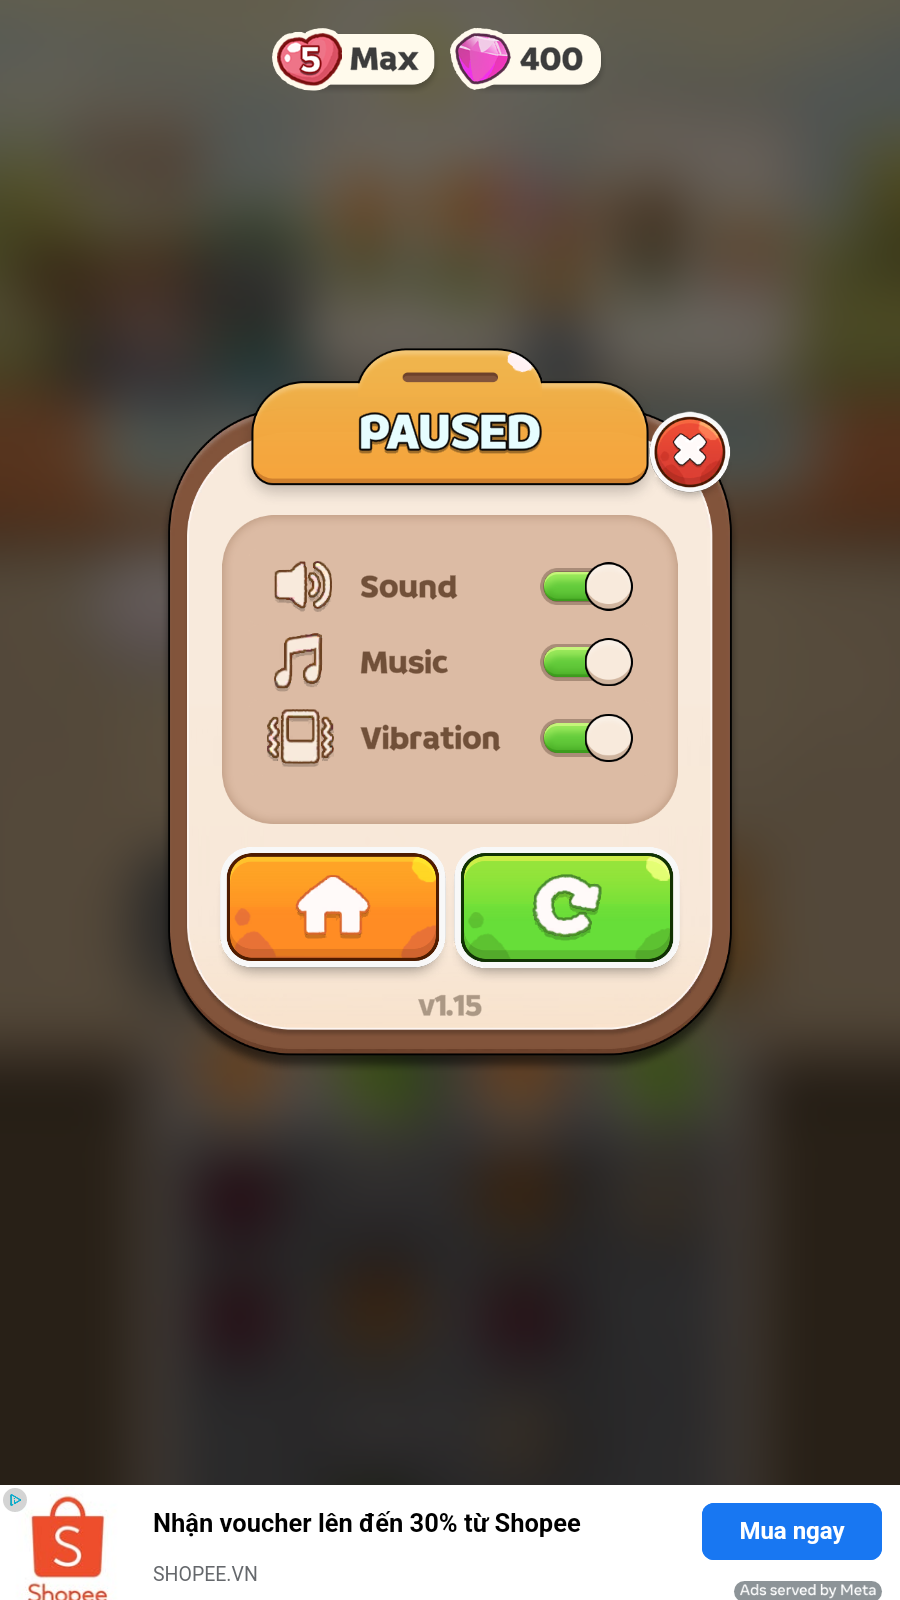 5 Max 400
PAUSED
Sound
Music
Vibration
v1.15
Nhận voucher lên đến 30% từ Shopee
Mua ngay
SHOPEE.VN
Shopee
Ads served by Meta